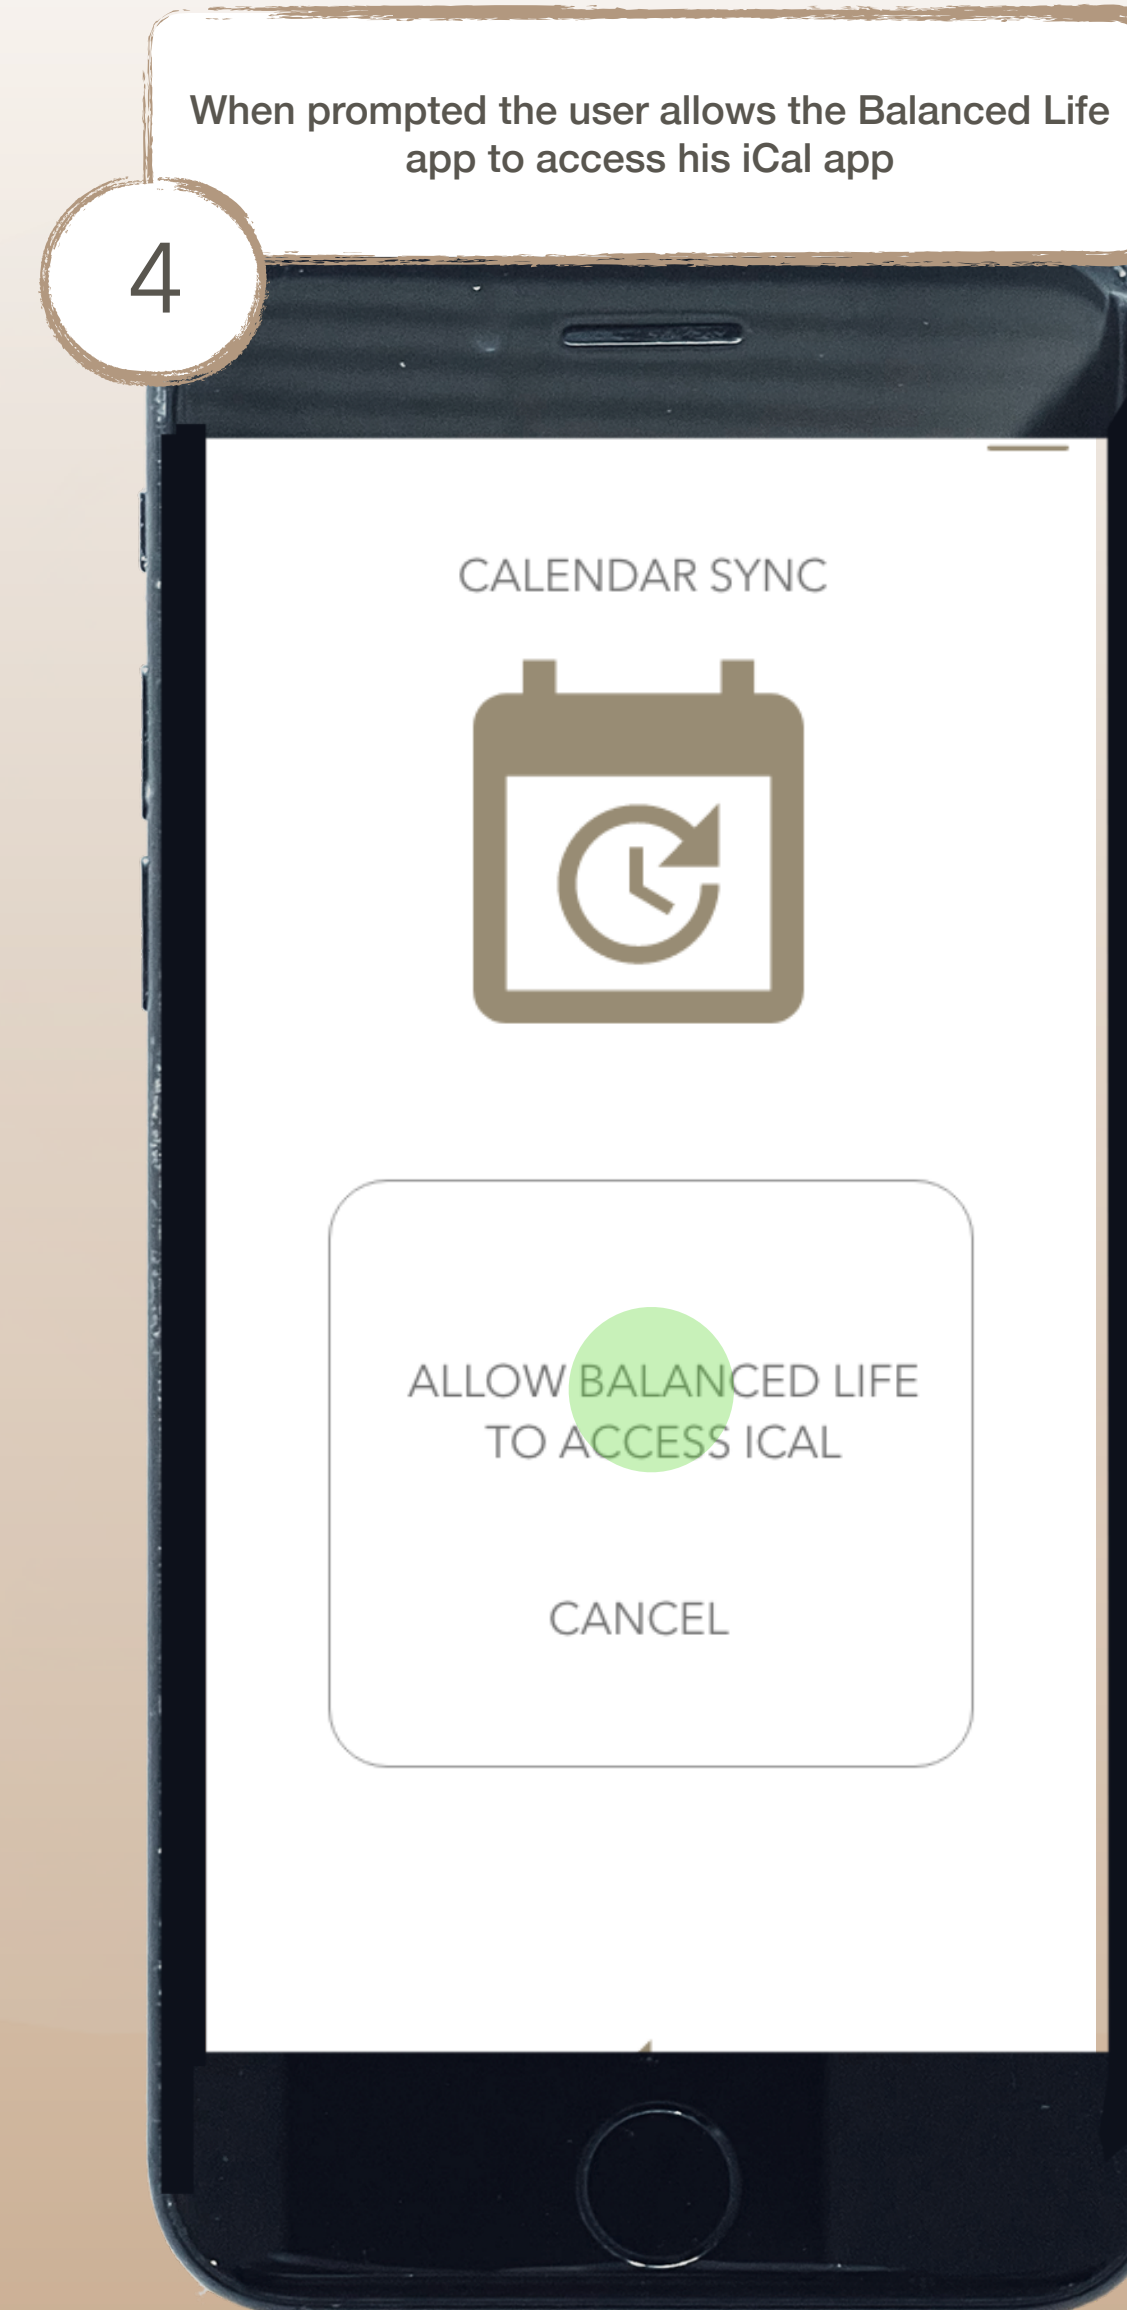 When prompted the user allows the Balanced Life
app to access his iCal app
4
CALENDAR SYNC
ALLOW BALANCED LIFE
TO ACCESS ICAL
CANCEL